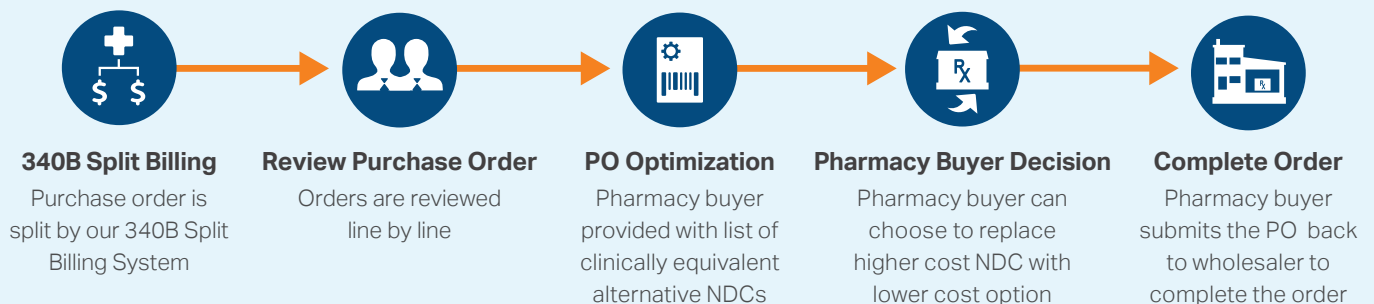 $ $
Rx
Rx
340B Split Billing
Purchase order is
split by our 340B Split
Billing System
Review Purchase Order
Orders are reviewed
line by line
PO Optimization
Pharmacy buyer
provided with list of
clinically equivalent
alternative NDCs
Pharmacy Buyer Decision
Pharmacy buyer can
choose to replace
higher cost NDC with
lower cost option
Complete Order
Pharmacy buyer
submits the PO back
to wholesaler to
complete the order